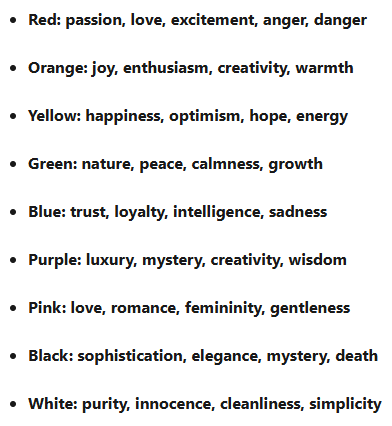 • Red: passion, love, excitement, anger, danger
• Orange: joy, enthusiasm, creativity, warmth
• Yellow: happiness, optimism, hope, energy
• Green: nature, peace, calmness, growth
• Blue: trust, loyalty, intelligence, sadness
• Purple: luxury, mystery, creativity, wisdom
• Pink: love, romance, femininity, gentleness
• Black: sophistication, elegance, mystery, death
• White: purity, innocence, cleanliness, simplicity